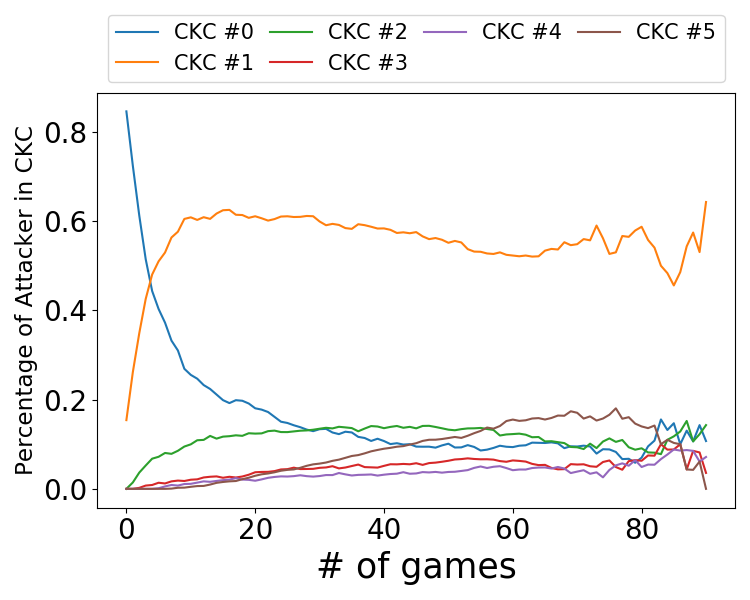 CKC #0 CKC #2 CKC #4 CKC #5
CKC #1 CKC #3
Percentage of Attacker in CKC
0.8
0.6
0.4
0.2
0.0
0 20 40 60 80
# of games